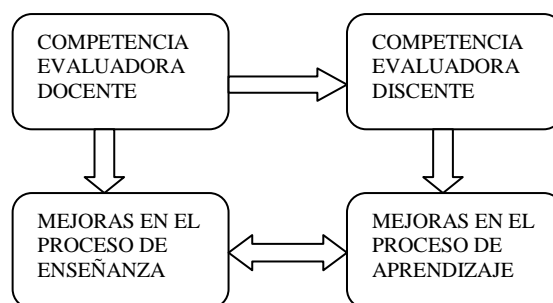 COMPETENCIA
EVALUADORA
DOCENTE
COMPETENCIA
EVALUADORA
DISCENTE
MEJORAS EN EL
PROCESO DE
ENSEÑANZA
MEJORAS EN EL
PROCESO DE
APRENDIZAJE